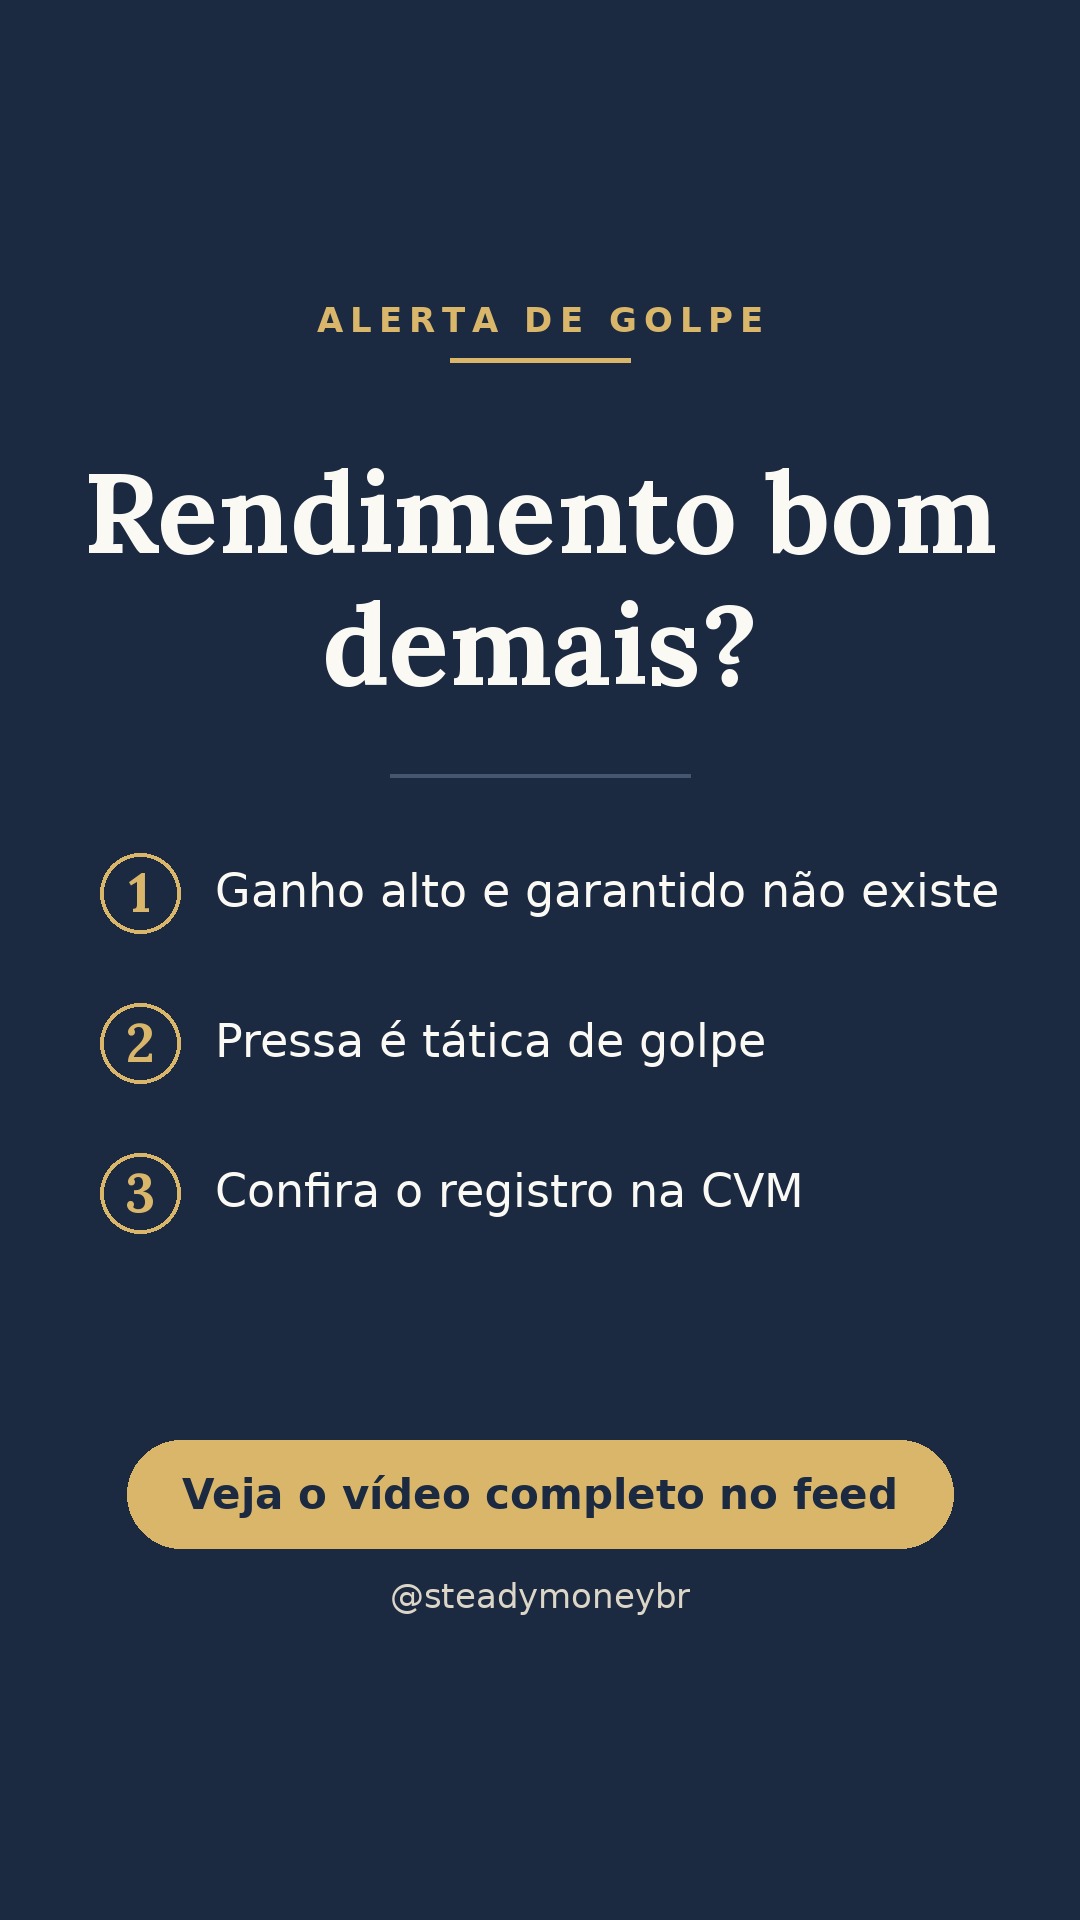 ALERTA DE GOLPE
Rendimento bom
demais?
1 Ganho alto e garantido não existe
2 Pressa é tática de golpe
3 Confira o registro na CVM
Veja o vídeo completo no feed
@steadymoneybr